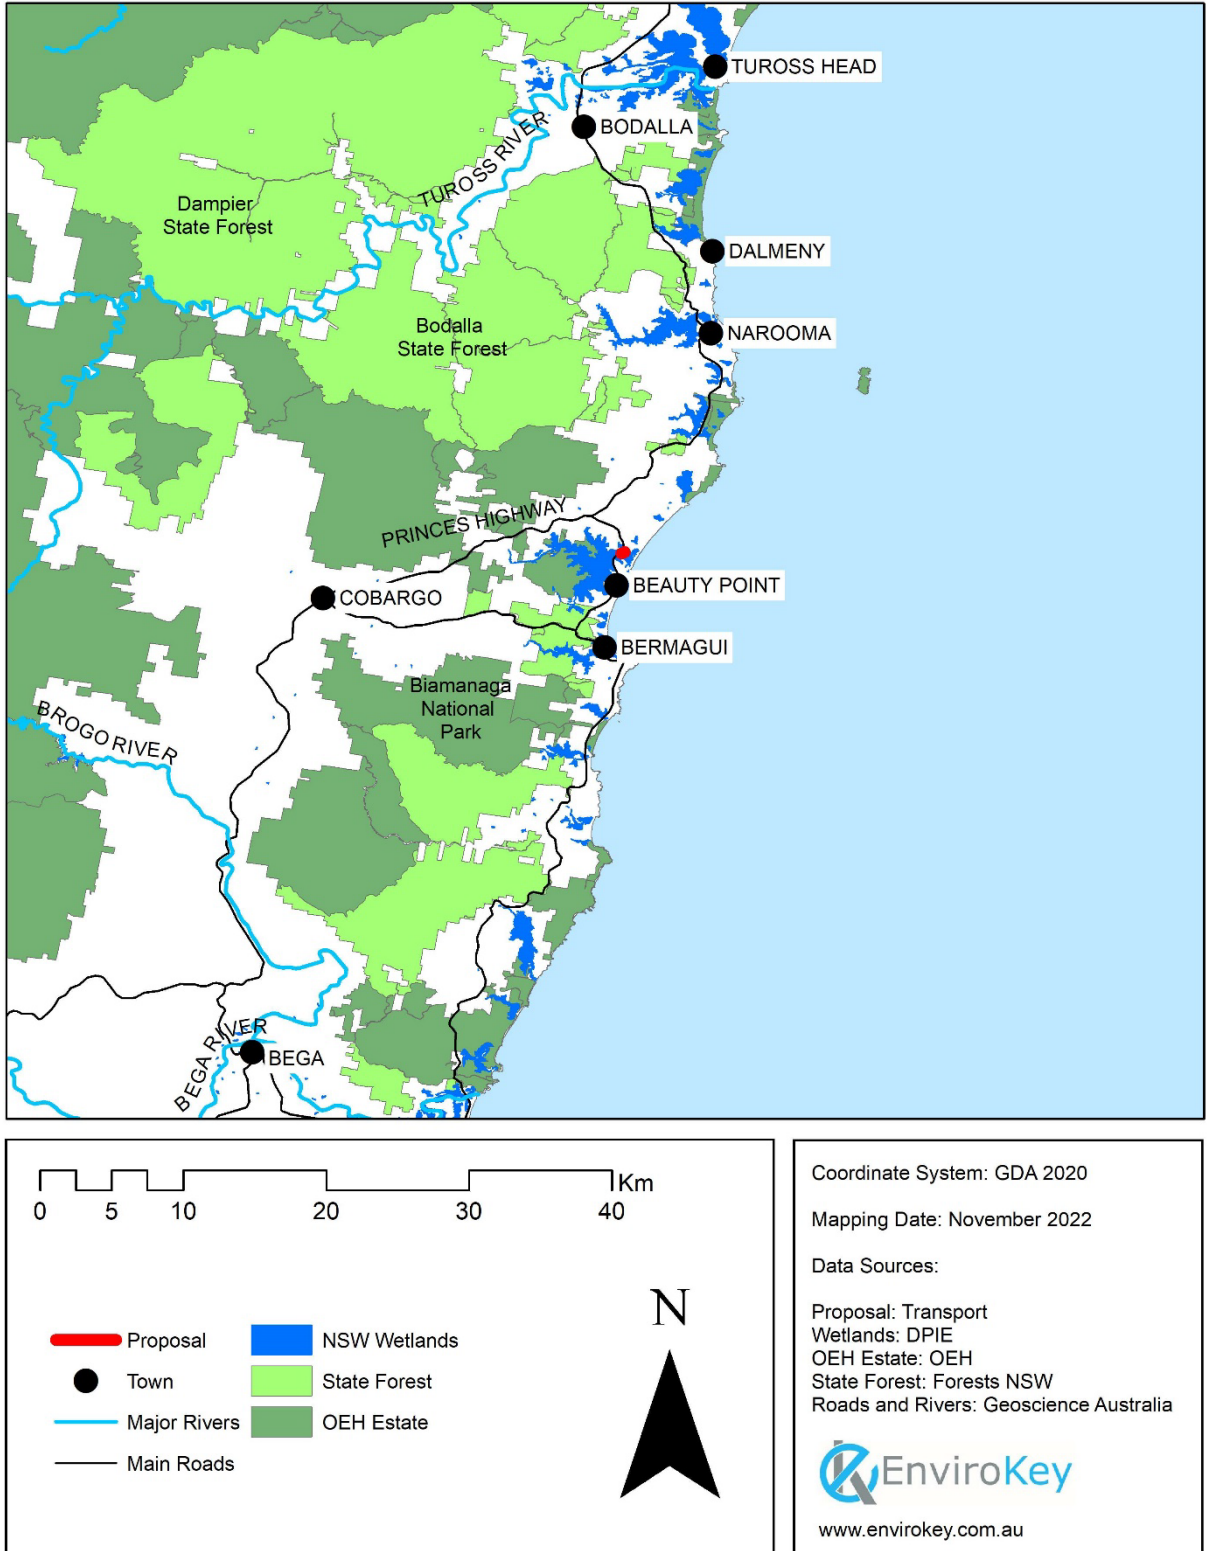 TUROSS HEAD
BODALLA
TUROSS RIVER
Dampier
State Forest
DALMENY
Bodalla
State Forest
NAROOMA
PRINCES HIGHWAY
BEAUTY POINT
COBARGO
BERMAGUI
Biamanaga
National
Park
BROGO RIVER
BEGA RIVER
BEGA
Km
0 5 10 20 30 40
N
Proposal
Town
Major Rivers
Main Roads
NSW Wetlands
State Forest
OEH Estate
Coordinate System: GDA 2020
Mapping Date: November 2022
Data Sources:
Proposal: Transport
Wetlands: DPIE
OEH Estate: OEH
State Forest: Forests NSW
Roads and Rivers: Geoscience Australia
EnviroKey
www.envirokey.com.au